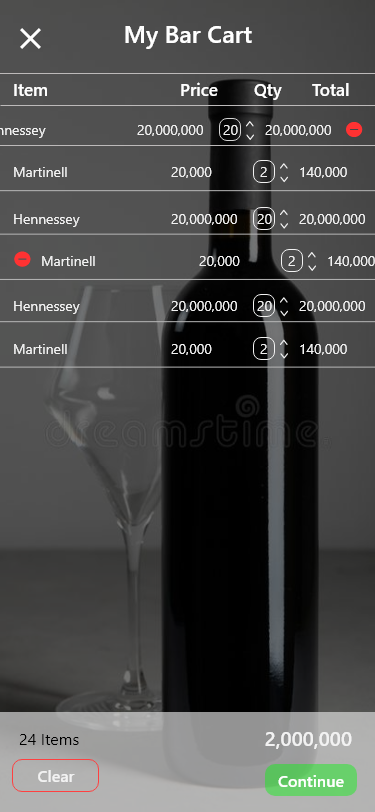 My Bar Cart
Item Price Qty Total
nnessey 20,000,000 20 20,000,000
Martinell 20,000 2 140,000
Hennessey 20,000,000 20 20,000,000
Martinell 20,000 2 140,000
Hennessey 20,000,000 20 20,000,000
Martinell 20,000 2 140,000
dreamstime
24 Items 2,000,000
Clear Continue